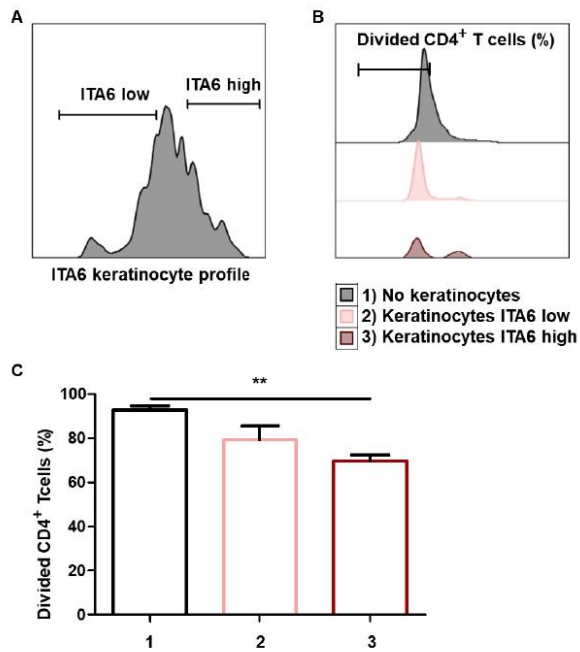 A
ITA6 low
ITA6 high
ITA6 keratinocyte profile
B
Divided CD4+ T cells (%)
1) No keratinocytes
2) Keratinocytes ITA6 low
3) Keratinocytes ITA6 high
C
**
Divided CD4+ Tcells (%)
100
80
60
40
20
0
1 2 3